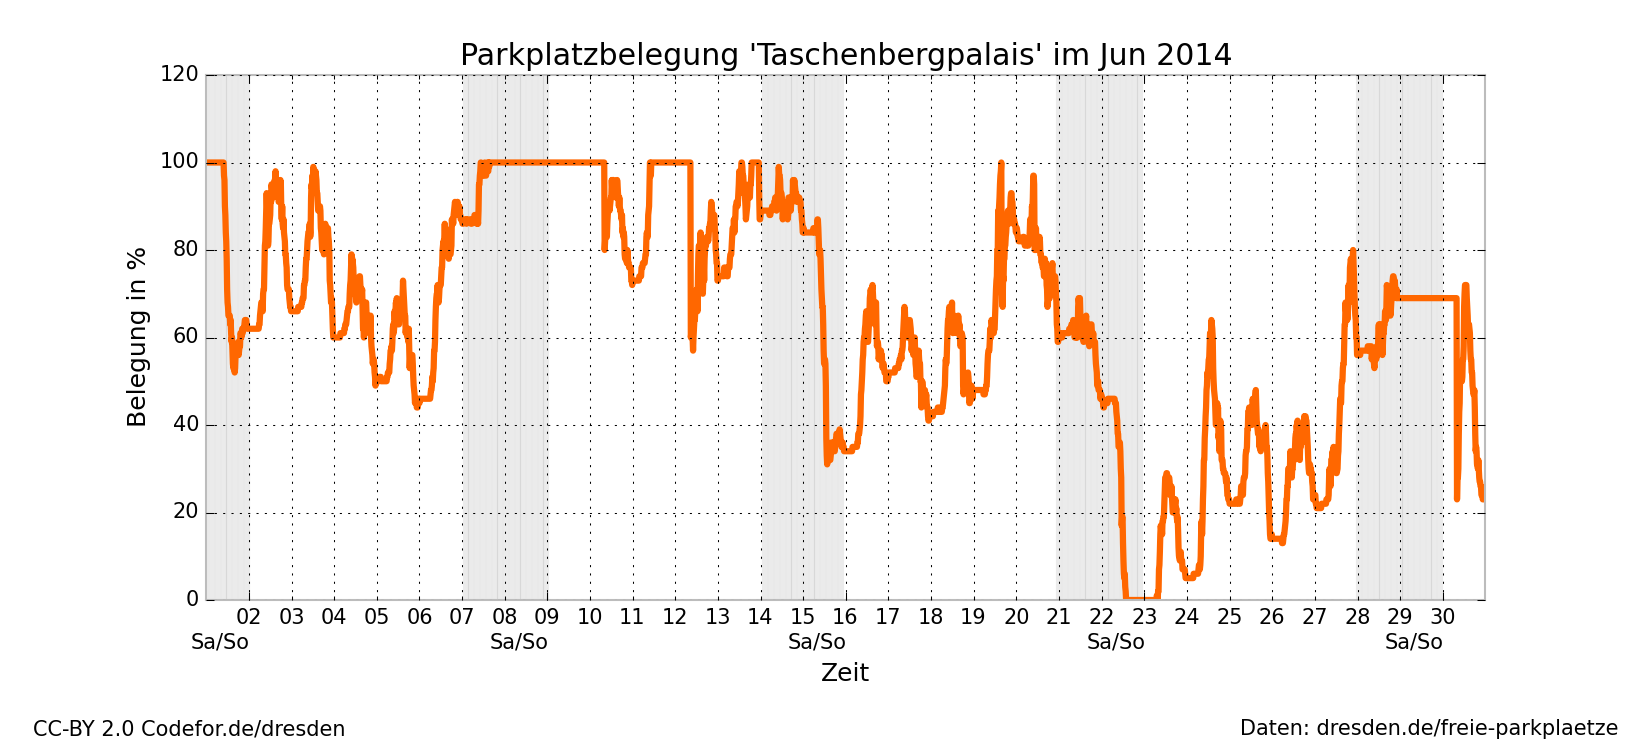 Parkplatzbelegung 'Taschenbergpalais' im Jun 2014
120
100
80
60
40
20
0
Belegung in %
02 03 04 05 06 07 08 09 10 11 12 13 14 15 16 17 18 19 20 21 22 23 24 25 26 27 28 29 30
Sa/So Sa/So Sa/So Sa/So Sa/So
Zeit
CC-BY 2.0 Codefor.de/dresden
Daten: dresden.de/freie-parkplaetze